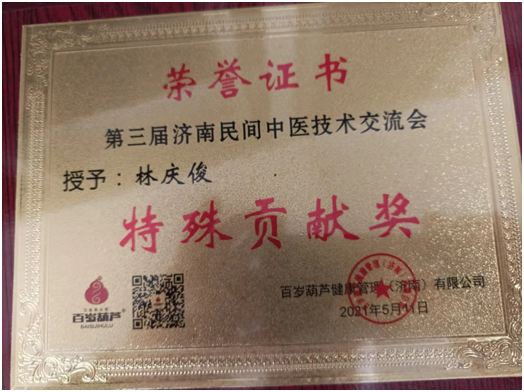 荣誉证书
第三届济南民间中医技术交流会
授予：林庆俊
特殊贡献奖
百岁葫芦
BAISUIHULU
百岁葫芦健康管理（济南）有限公司
2021年5月11日